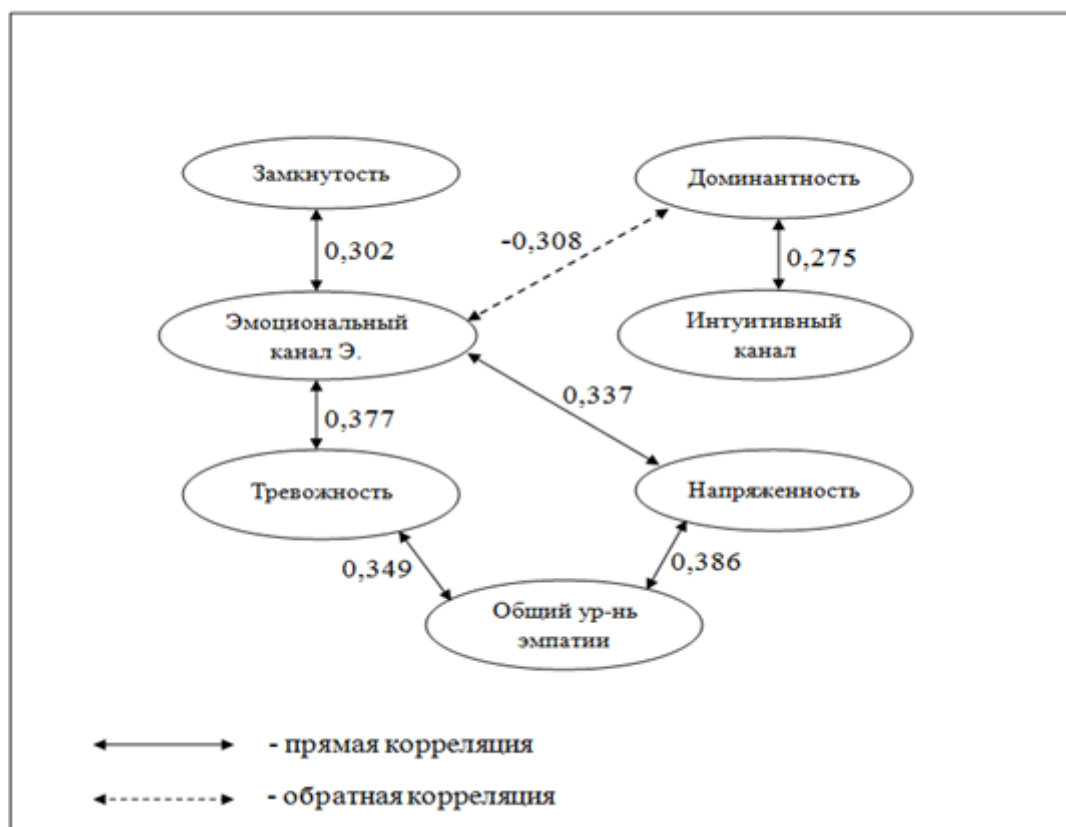 Замкнутость
Доминантность
-0,308
0,302
0,275
Эмоциональный
канал Э.
Интуитивный
канал
0,337
0,377
Тревожность
Напряженность
0,349
0,386
Общий ур-нь
эмпатии
- прямая корреляция
- обратная корреляция